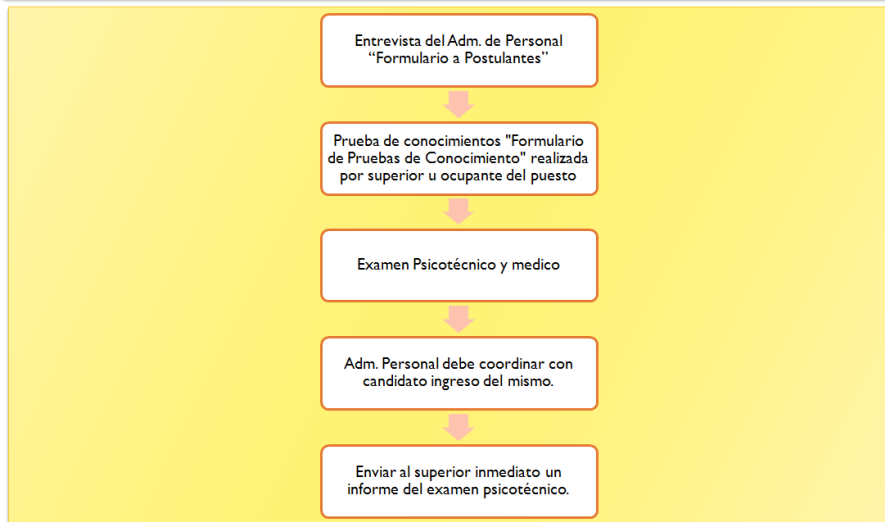 Entrevista del Adm. de Personal
“Formulario a Postulantes”
Prueba de conocimientos "Formulario
de Pruebas de Conocimiento" realizada
por superior u ocupante del puesto
Examen Psicotécnico y medico
Adm. Personal debe coordinar con
candidato ingreso del mismo.
Enviar al superior inmediato un
informe del examen psicotécnico.